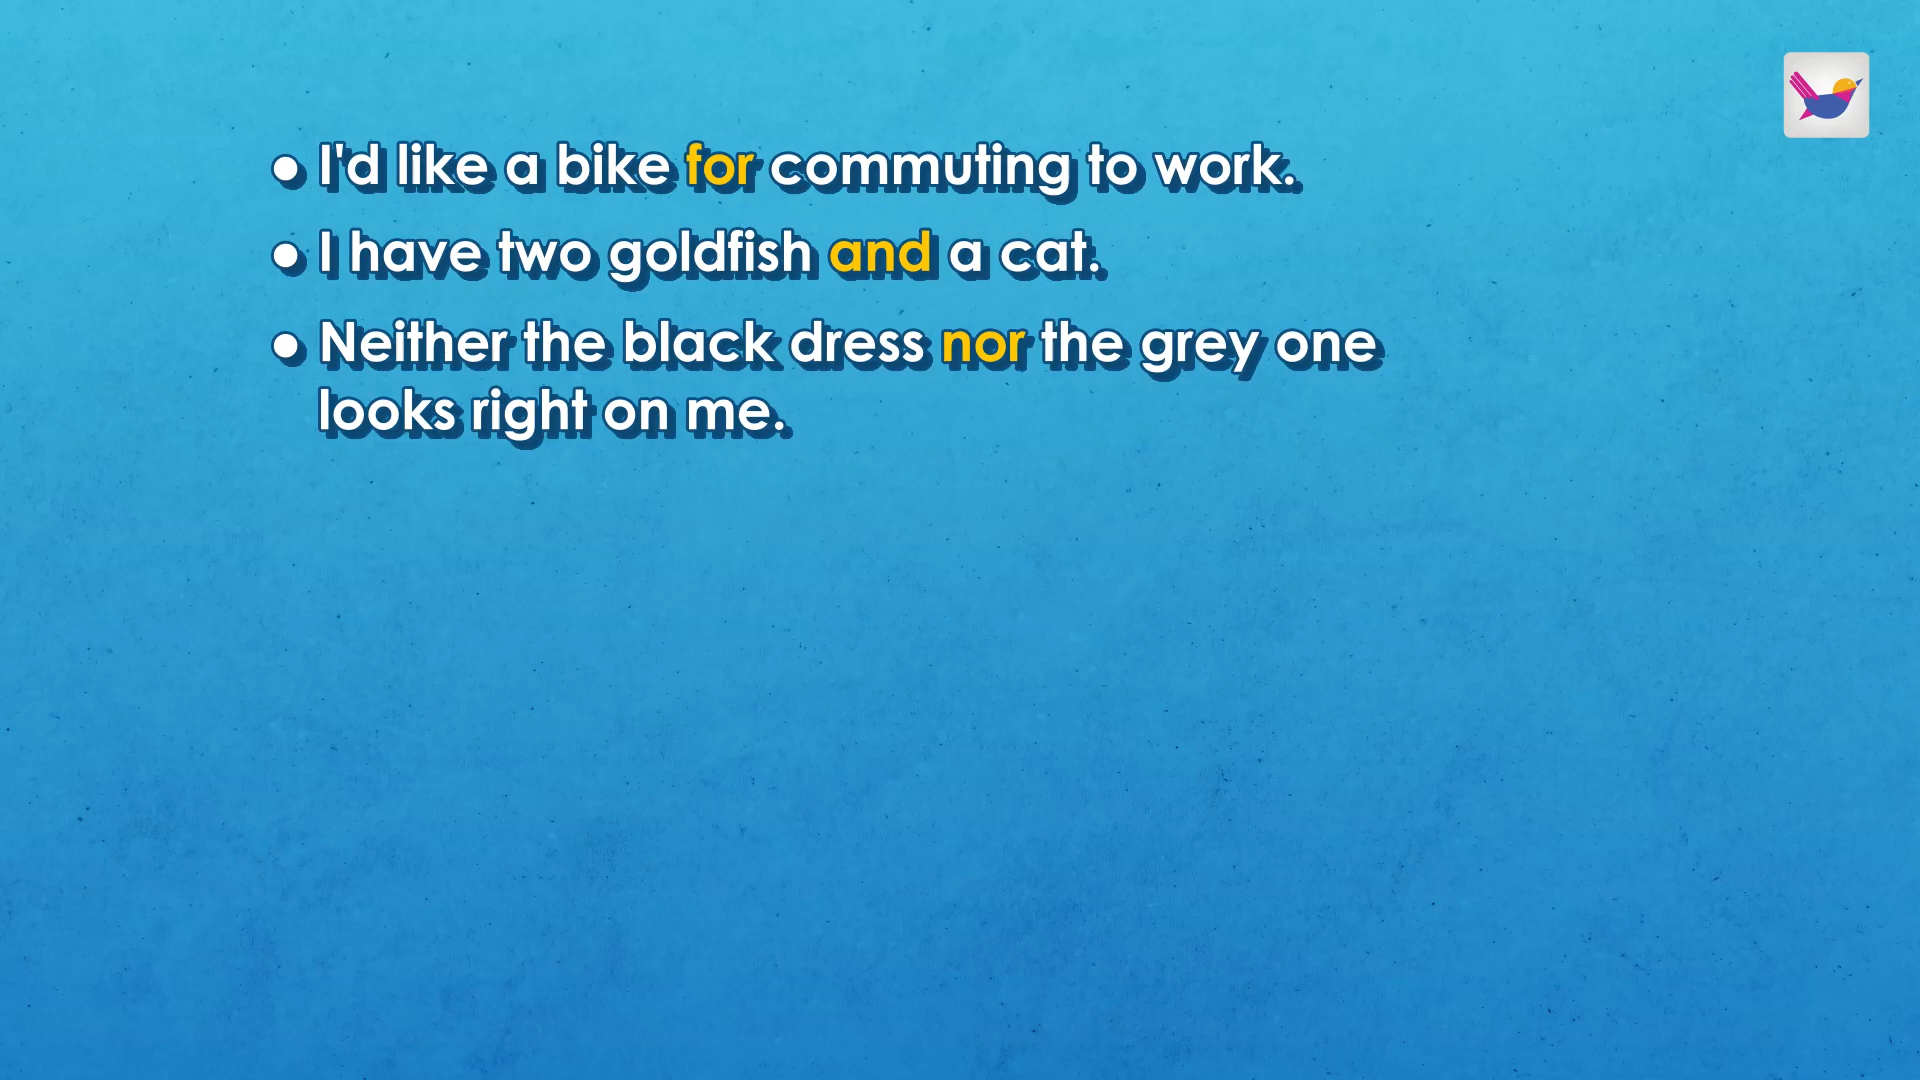 • I'd like a bike for commuting to work.
• I have two goldfish and a cat.
• Neither the black dress nor the grey one
looks right on me.